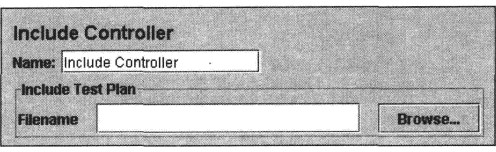 Include Controller
Name: Include Controller
Include Test Plan
Filename Browse...